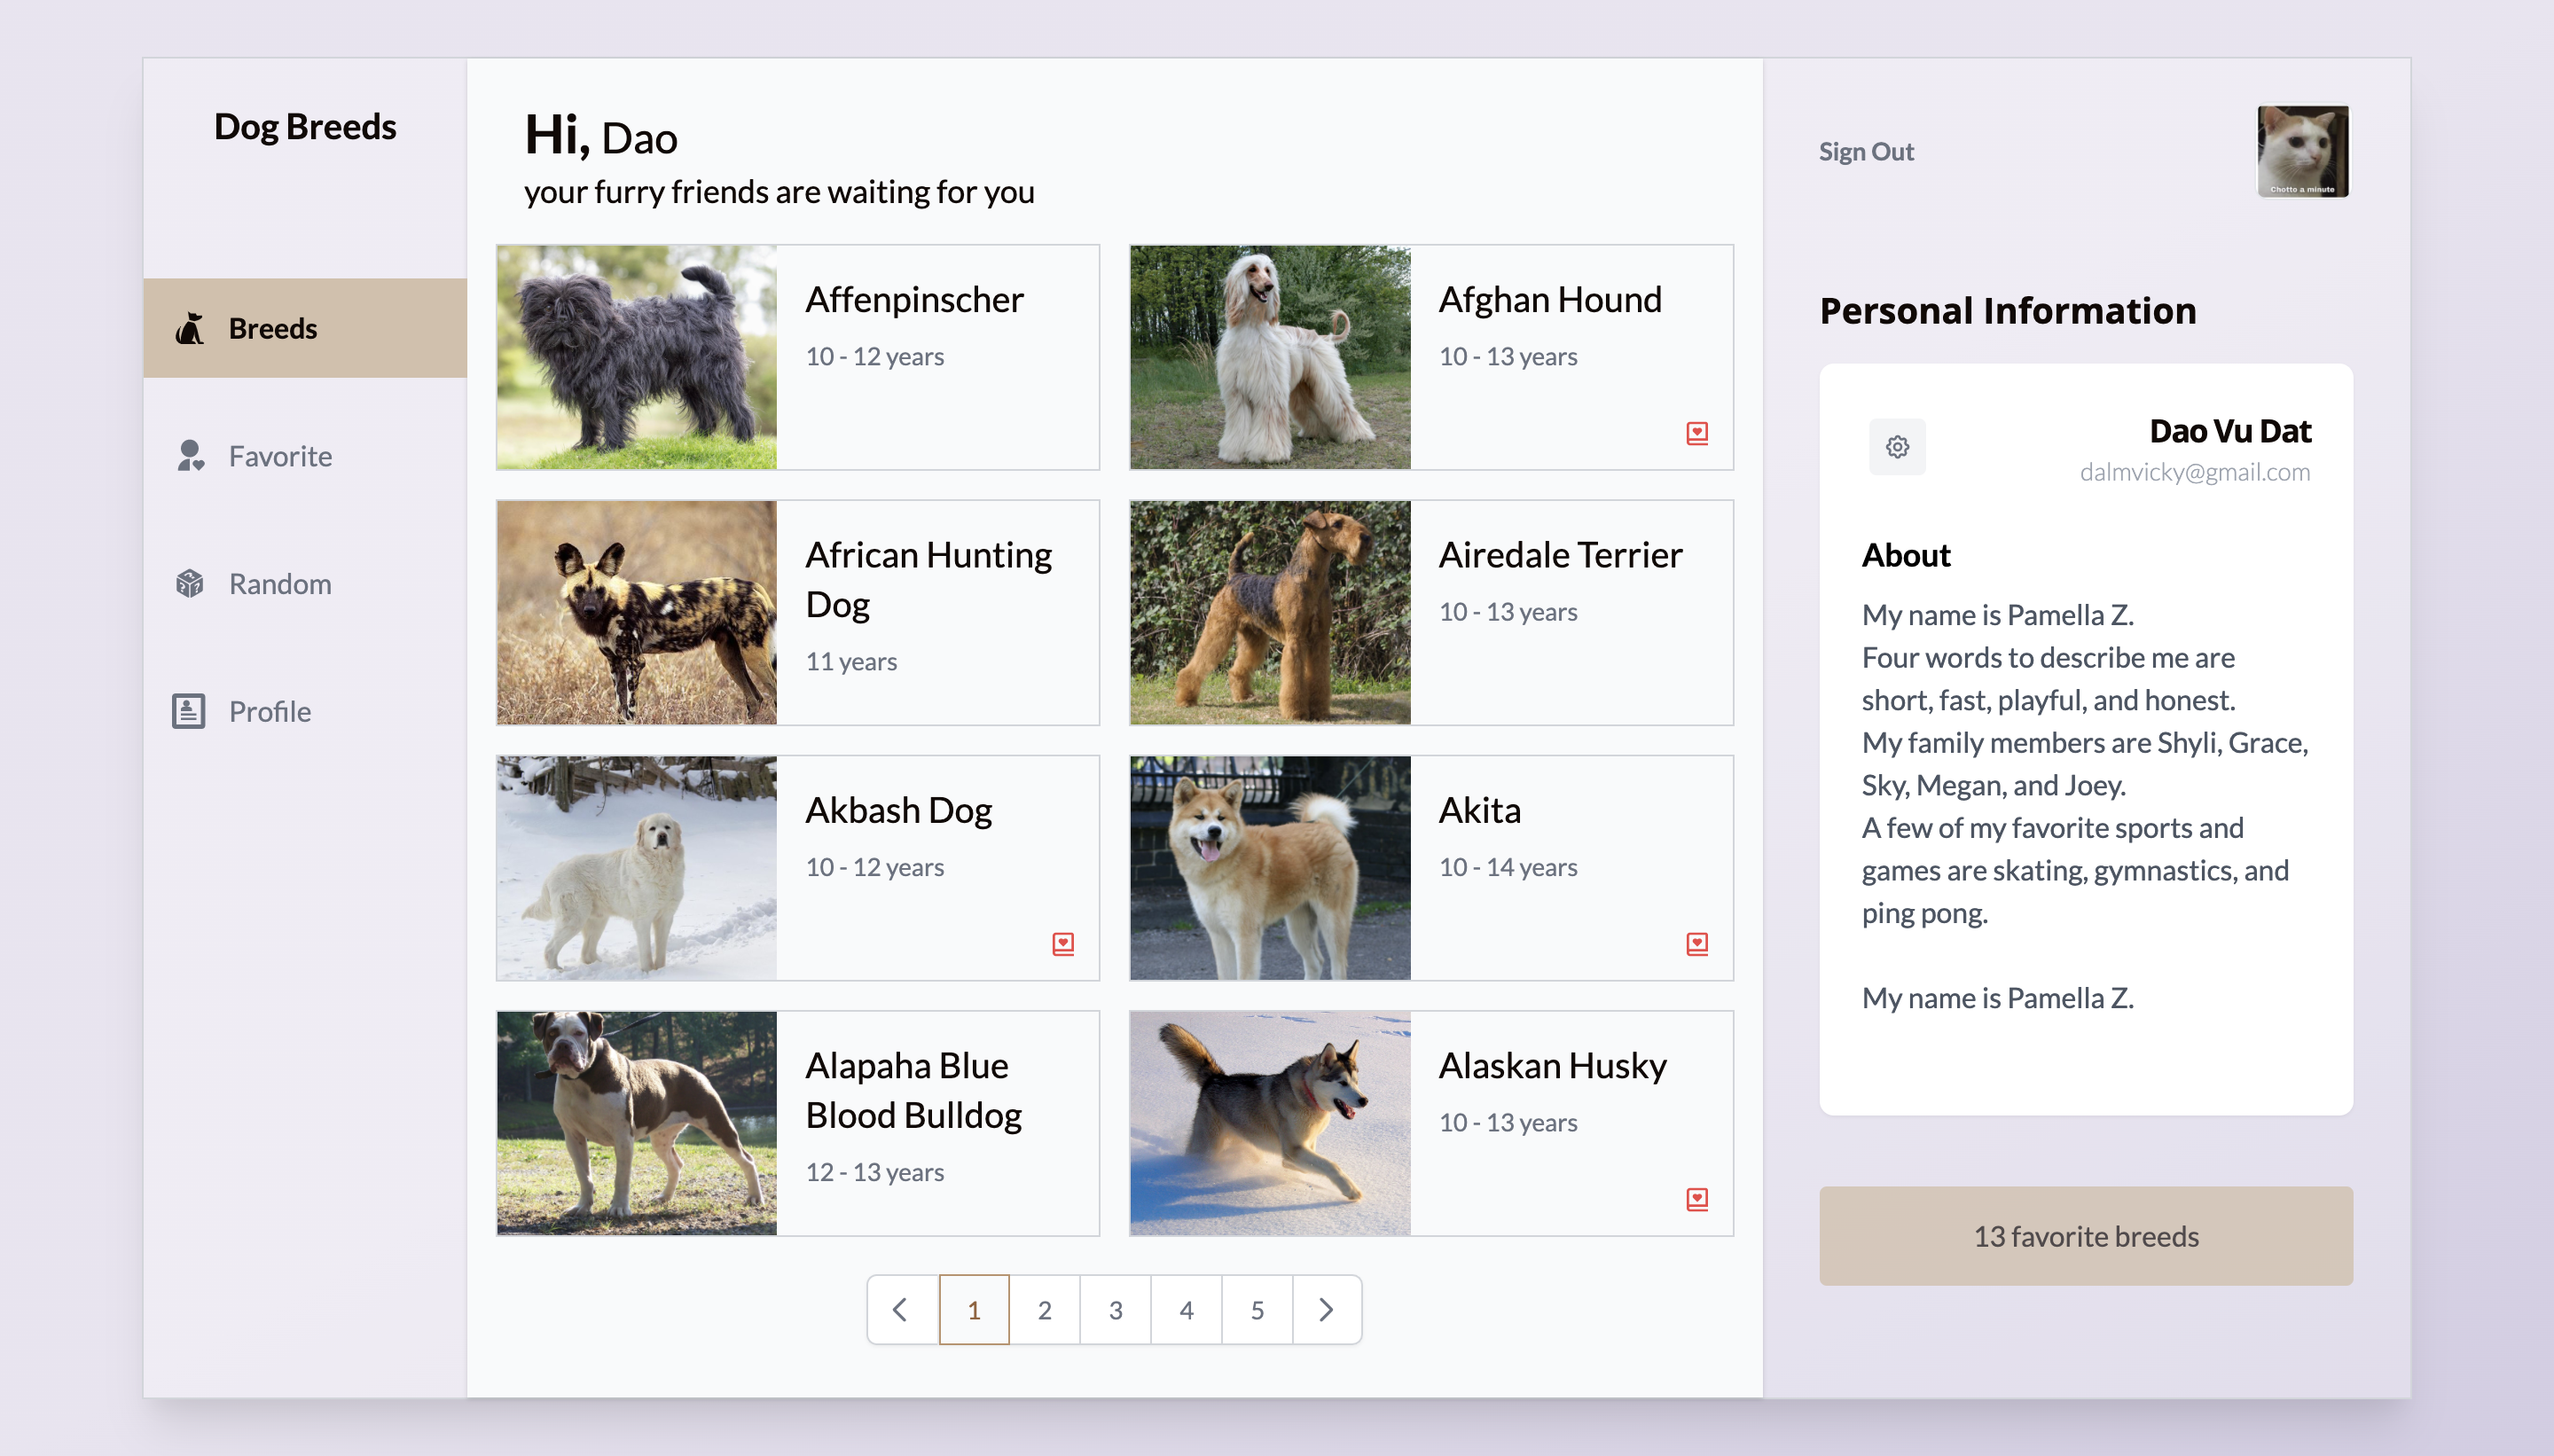 Dog Breeds
Breeds
Favorite
Random
Profile
Hi, Dao
your furry friends are waiting for you
Affenpinscher
10 - 12 years
Afghan Hound
10 - 13 years
African Hunting
Dog
11 years
Airedale Terrier
10 - 13 years
Akbash Dog
10 - 12 years
Akita
10 - 14 years
Alapaha Blue
Blood Bulldog
12 - 13 years
Alaskan Husky
10 - 13 years
1 2 3 4 5
Sign Out
Chotto a minute
Personal Information
Dao Vu Dat
dalmvicky@gmail.com
About
My name is Pamella Z.
Four words to describe me are
short, fast, playful, and honest.
My family members are Shyli, Grace,
Sky, Megan, and Joey.
A few of my favorite sports and
games are skating, gymnastics, and
ping pong.
My name is Pamella Z.
13 favorite breeds